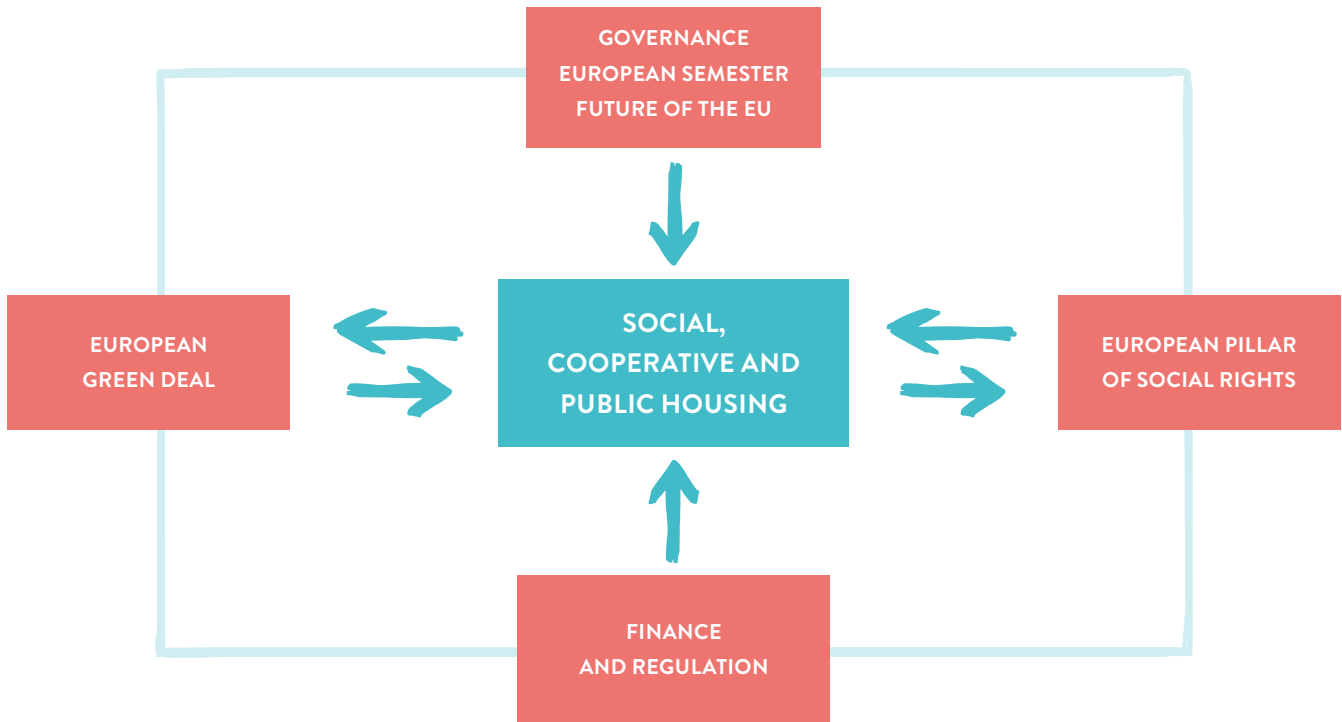 GOVERNANCE
EUROPEAN SEMESTER
FUTURE OF THE EU
EUROPEAN
GREEN DEAL
SOCIAL,
COOPERATIVE AND
PUBLIC HOUSING
EUROPEAN PILLAR
OF SOCIAL RIGHTS
FINANCE
AND REGULATION